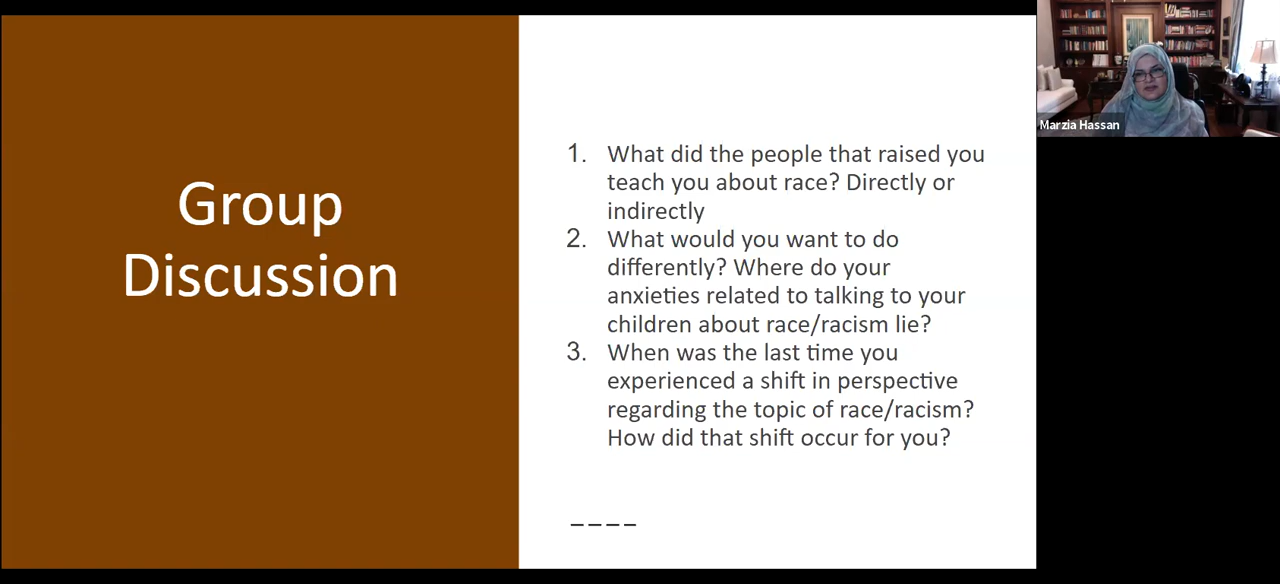 Group
Discussion
1. What did the people that raised you
teach you about race? Directly or
indirectly
2. What would you want to do
differently? Where do your
anxieties related to talking to your
children about race/racism lie?
3. When was the last time you
experienced a shift in perspective
regarding the topic of race/racism?
How did that shift occur for you?
----
Marzia Hassan